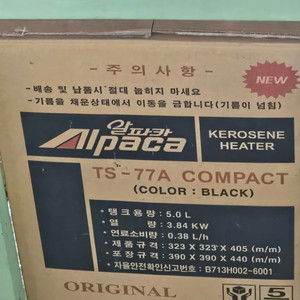 - 주 의 사 항 -
- 배송 및 납품시 절대 눕히지 마세요
- 기름을 채운상태에서 이동을 금합니다(기름이 넘침)
NEW
알파카
Alpaca
KEROSENE
HEATER
TS-77A COMPACT
(COLOR : BLACK)
• 탱크용량 : 5.0 L
• 열 량 : 3.84 KW
• 연료소비량 : 0.38 L/h
• 제품규격 : 323 X 323 X 405 (m/m)
• 포장규격 : 390 X 390 X 440 (m/m)
• 자율안전확인신고번호 : B713H002-6001
ORIGINAL
5